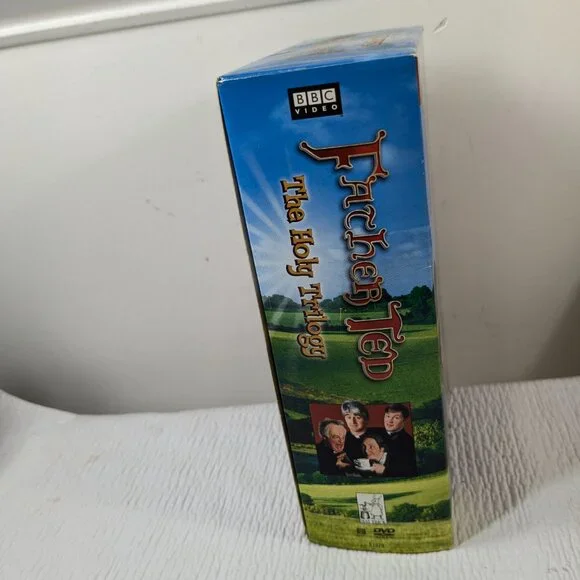 BBC
VIDEO
Father Ted
The Holy Trilogy
DVD